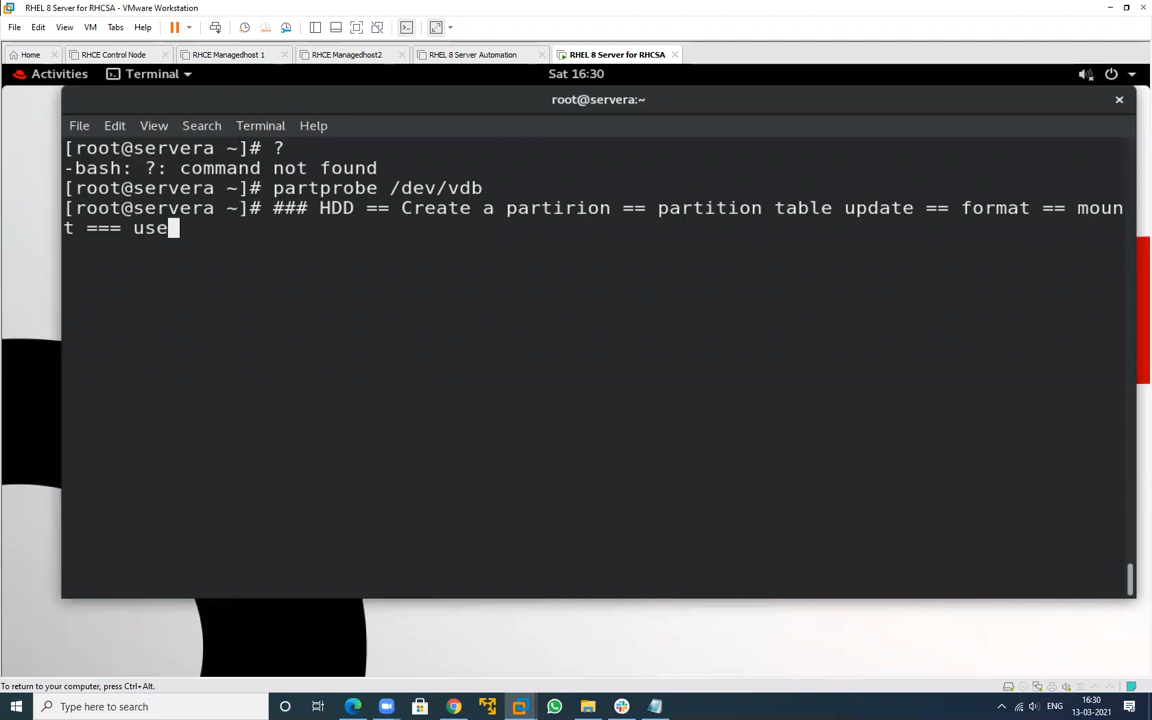 RHEL 8 Server for RHCSA - VMware Workstation
File Edit View VM Tabs Help
Home RHCE Control Node RHCE Managedhost 1 RHCE Managedhost2 RHEL 8 Server Automation RHEL 8 Server for RHCSA
Activities Terminal Sat 16:30
root@servera:~
File Edit View Search Terminal Help
[root@servera ~]# ?
-bash: ?: command not found
[root@servera ~]# partprobe /dev/vdb
[root@servera ~]# ### HDD == Create a partirion == partition table update == format == moun
t === use
To return to your computer, press Ctrl+Alt.
Type here to search
ENG
16:30
13-03-2021